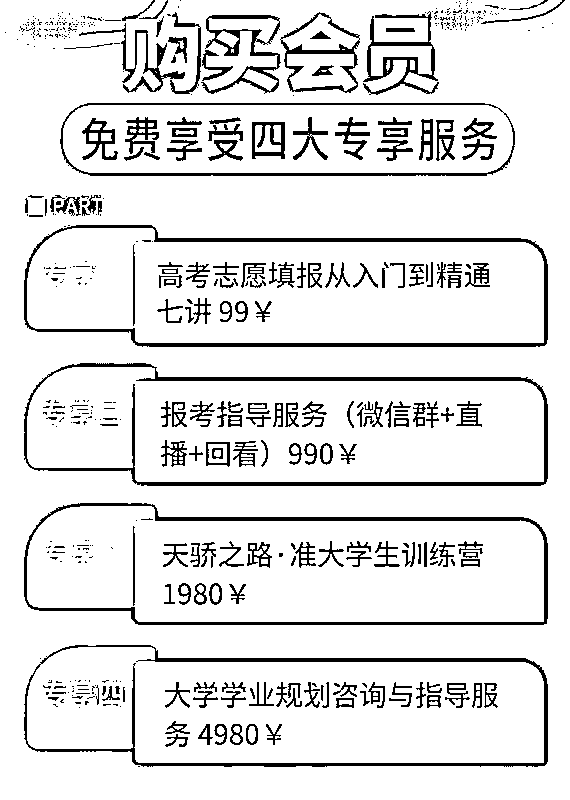 购买会员
免费享受四大专享服务
PART
高考志愿填报从入门到精通
七讲 99￥
专享二
报考指导服务（微信群+直
播+回看）990￥
天骄之路·准大学生训练营
1980￥
专享四
大学学业规划咨询与指导服
务 4980￥